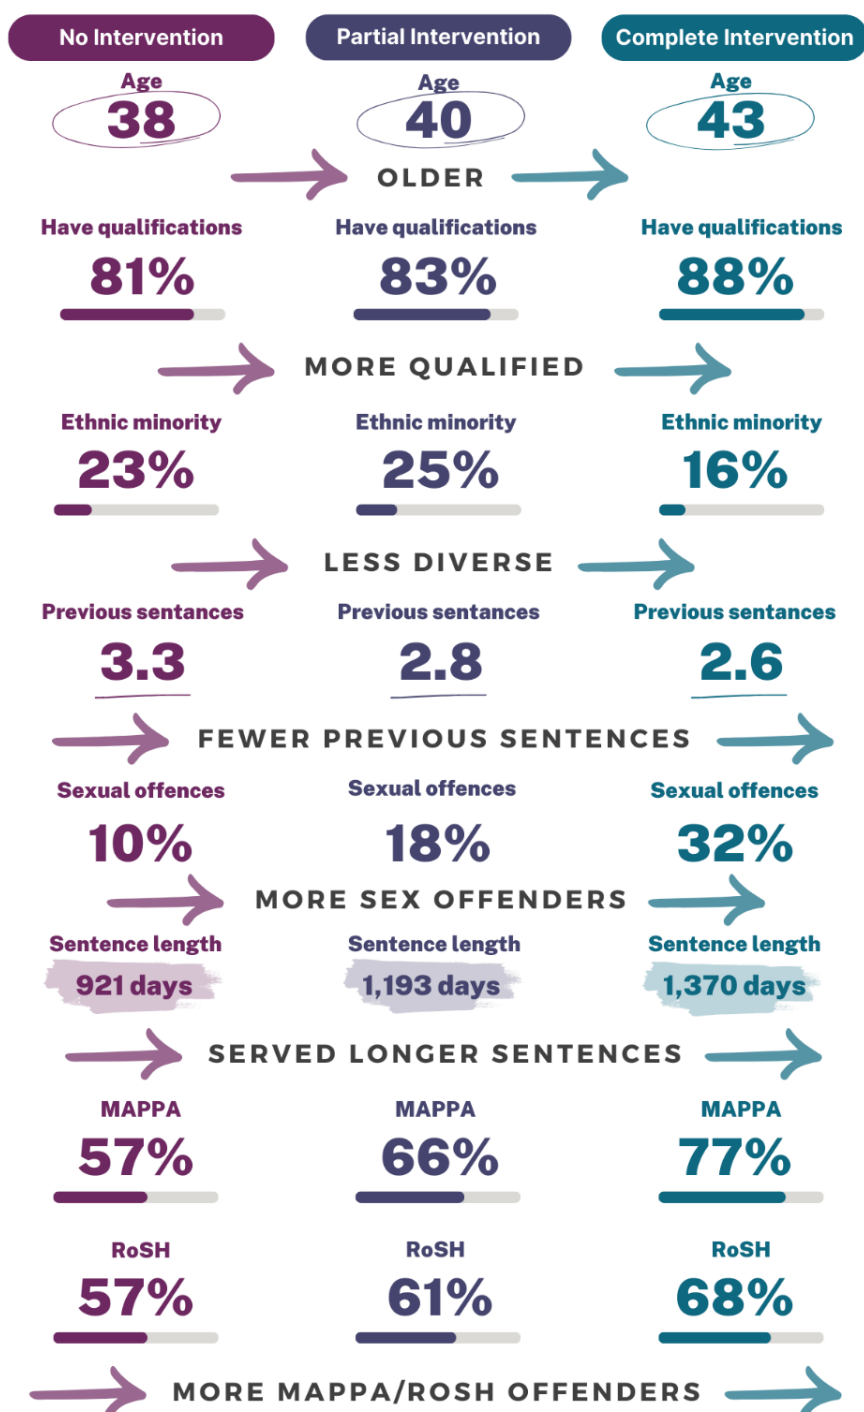 No Intervention Partial Intervention Complete Intervention
Age Age Age
38 40 43
OLDER
Have qualifications Have qualifications Have qualifications
81% 83% 88%
MORE QUALIFIED
Ethnic minority Ethnic minority Ethnic minority
23% 25% 16%
LESS DIVERSE
Previous sentances Previous sentances Previous sentances
3.3 2.8 2.6
FEWER PREVIOUS SENTENCES
Sexual offences Sexual offences Sexual offences
10% 18% 32%
MORE SEX OFFENDERS
Sentence length Sentence length Sentence length
921 days 1,193 days 1,370 days
SERVED LONGER SENTENCES
MAPPA MAPPA MAPPA
57% 66% 77%
RoSH RoSH RoSH
57% 61% 68%
MORE MAPPA/ROSH OFFENDERS